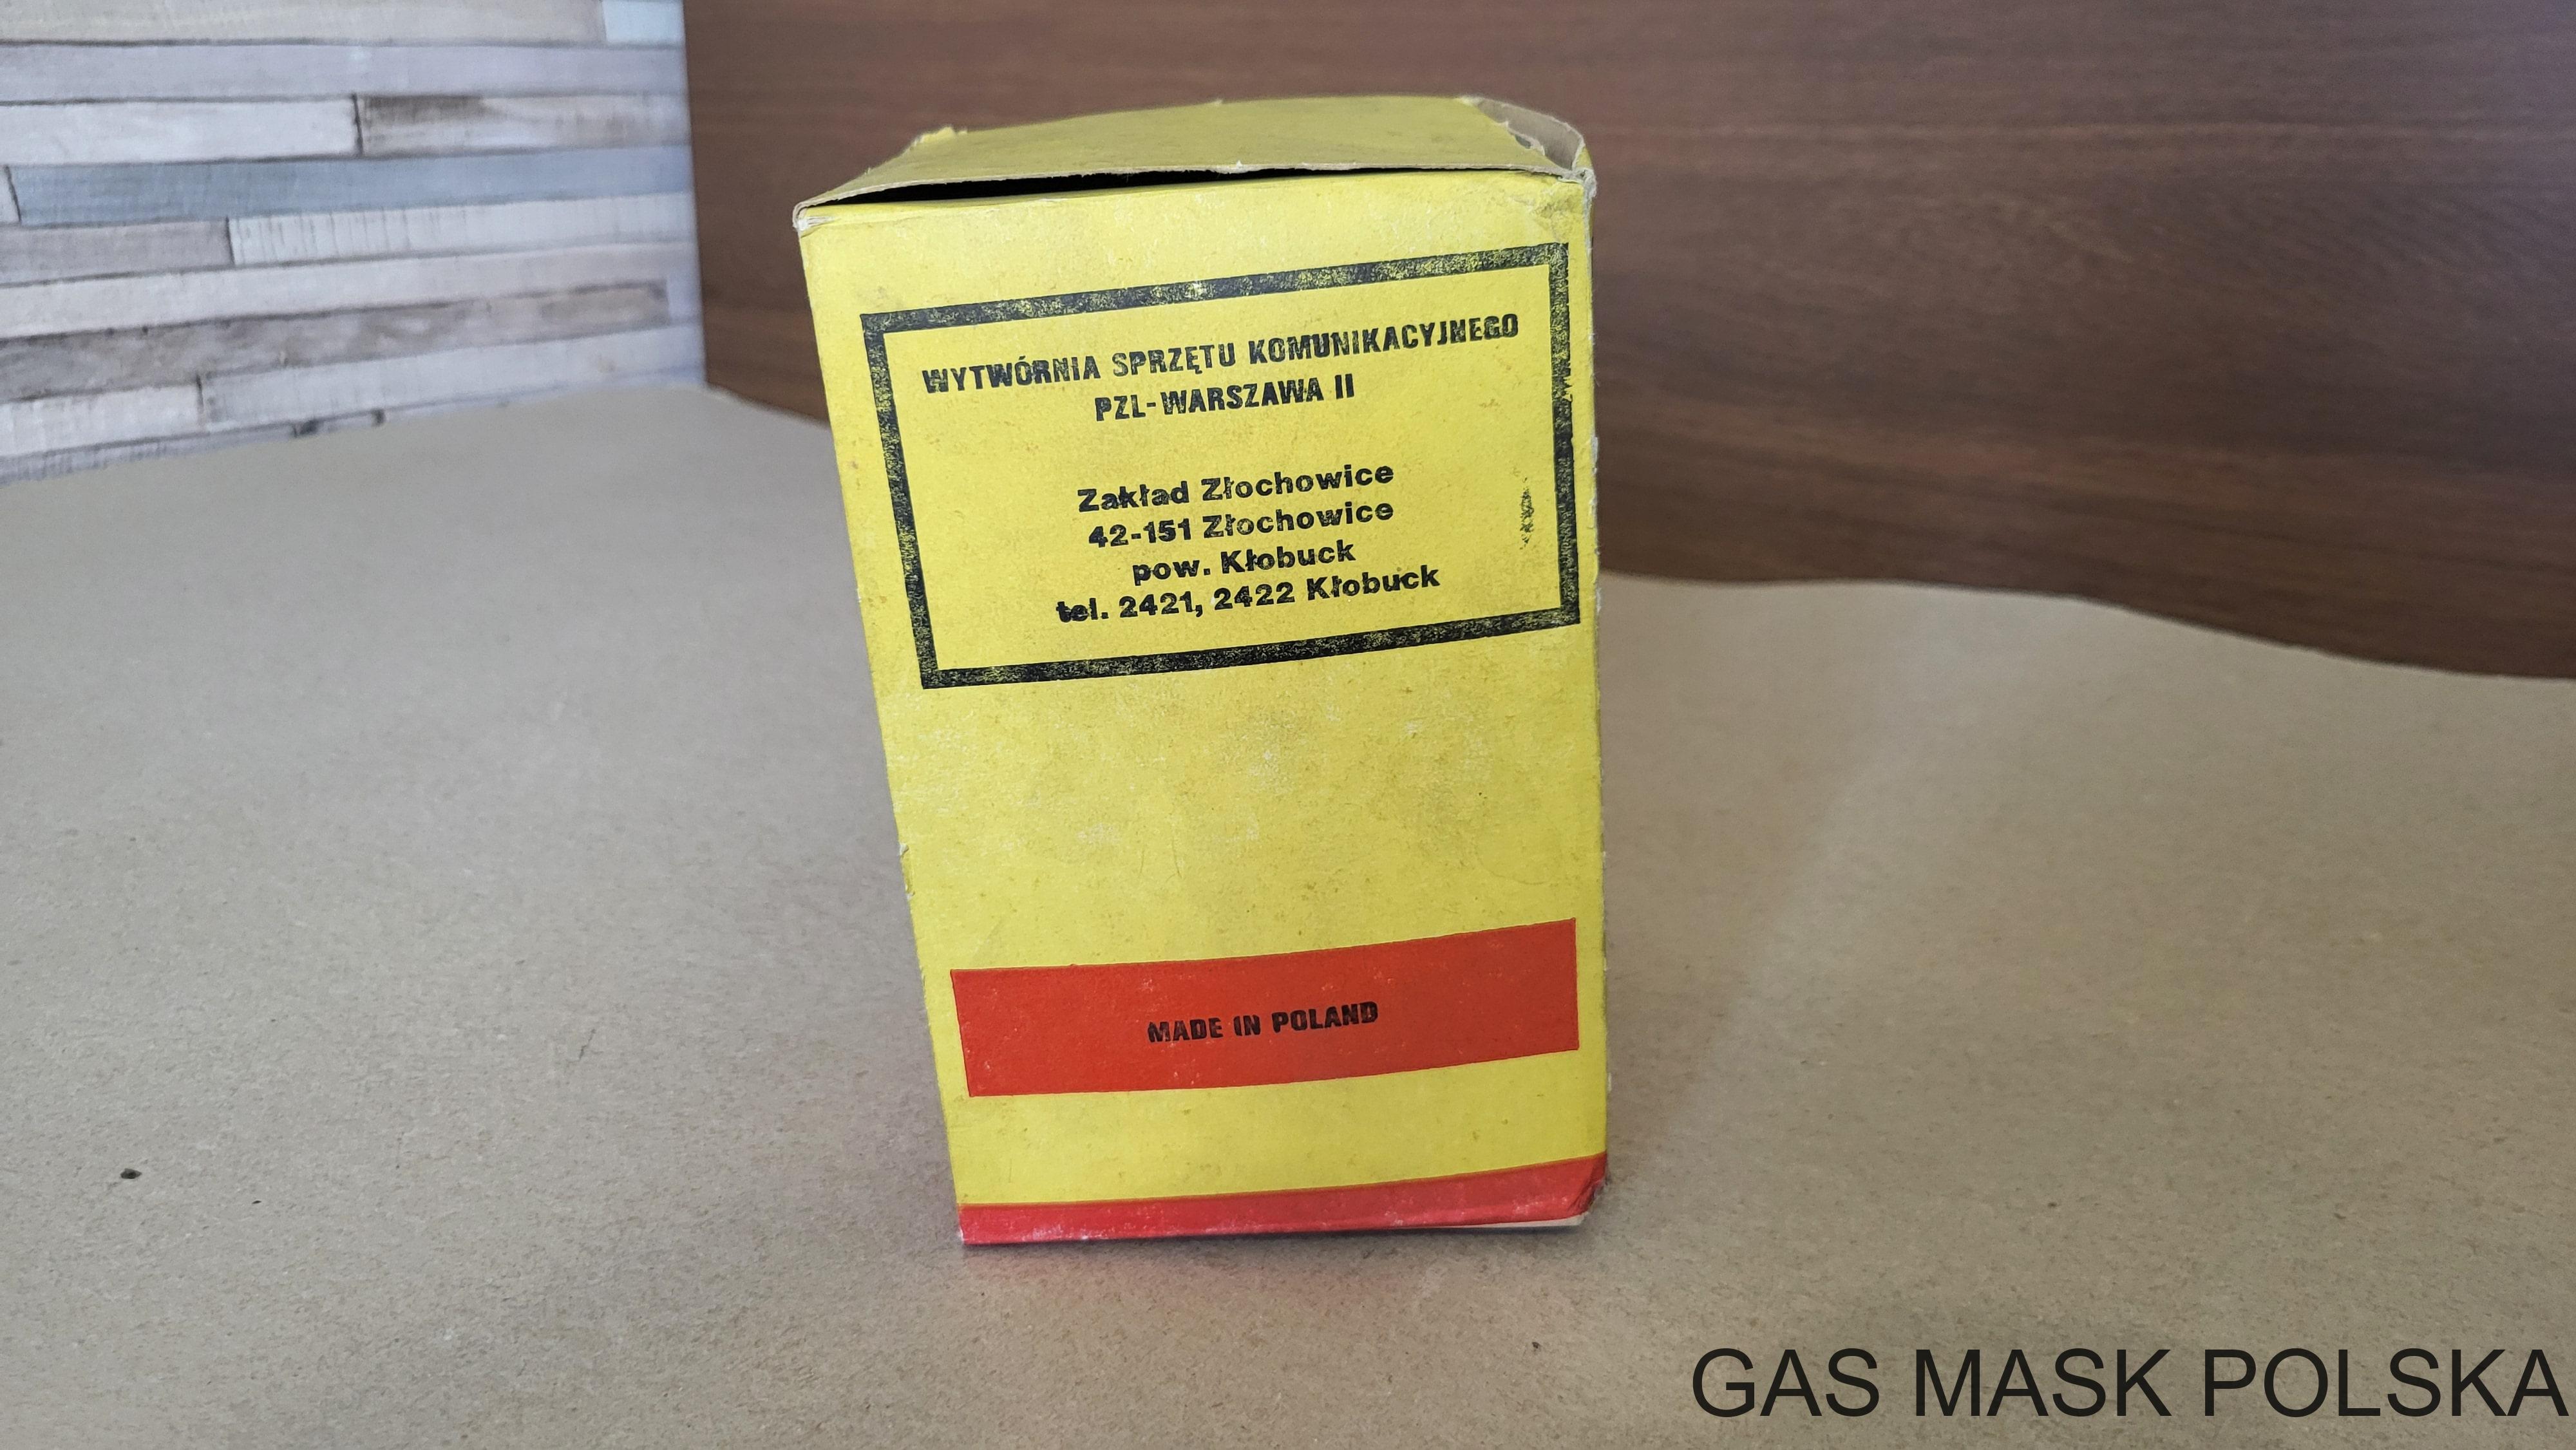 WYTWÓRNIA SPRZĘTU KOMUNIKACYJNEGO
PZL-WARSZAWA II
Zakład Złochowice
42-151 Złochowice
pow. Kłobuck
tel. 2421, 2422 Kłobuck
MADE IN POLAND
GAS MASK POLSKA